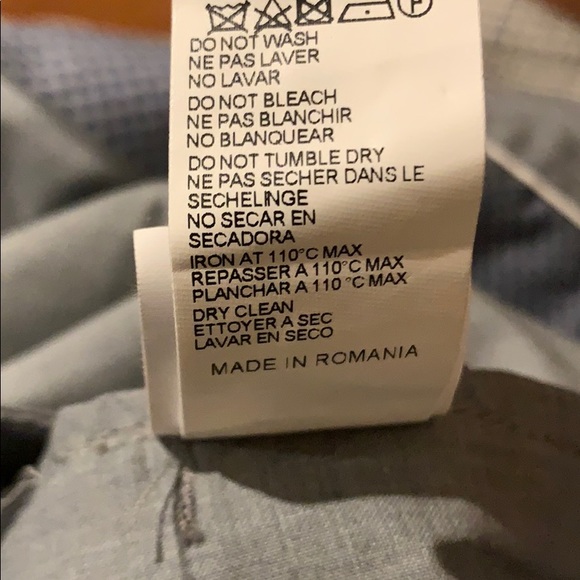 P
DO NOT WASH
NE PAS LAVER
NO LAVAR
DO NOT BLEACH
NE PAS BLANCHIR
NO BLANQUEAR
DO NOT TUMBLE DRY
NE PAS SECHER DANS LE
SECHELINGE
NO SECAR EN
SECADORA
IRON AT 110°C MAX
REPASSER A 110°C MAX
PLANCHAR A 110 °C MAX
DRY CLEAN
ETTOYER A SEC
LAVAR EN SECO
MADE IN ROMANIA